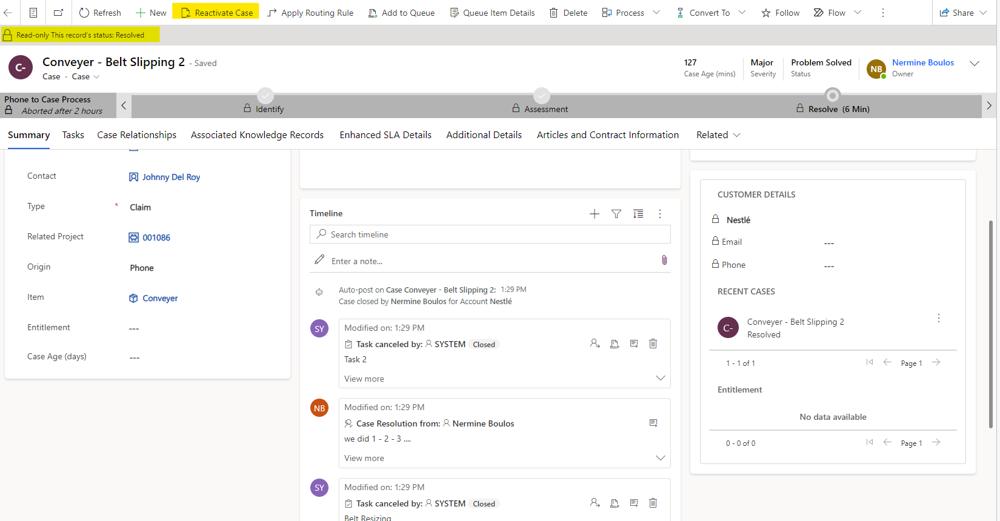 Refresh
New
Reactivate Case
Apply Routing Rule
Add to Queue
Queue Item Details
Delete
Process
Convert To
Follow
Flow
Share
Read-only This record's status: Resolved
C-
Conveyer - Belt Slipping 2 - Saved
Case · Case
127
Case Age (mins)
Major
Severity
Problem Solved
Status
NB
Nermine Boulos
Owner
Phone to Case Process
Aborted after 2 hours
Identify
Assessment
Resolve (6 Min)
Summary
Tasks
Case Relationships
Associated Knowledge Records
Enhanced SLA Details
Additional Details
Articles and Contract Information
Related
Contact
Johnny Del Roy
Type
*
Claim
Related Project
001086
Origin
Phone
Item
Conveyer
Entitlement
---
Case Age (days)
---
Timeline
Search timeline
Enter a note...
Auto-post on Case Conveyer - Belt Slipping 2: 1:29 PM
Case closed by Nermine Boulos for Account Nestlé
SY
Modified on: 1:29 PM
Task canceled by: SYSTEM Closed
Task 2
View more
NB
Modified on: 1:29 PM
Case Resolution from: Nermine Boulos
we did 1 - 2 - 3 ....
View more
SY
Modified on: 1:29 PM
Task canceled by: SYSTEM Closed
Belt Resizing
CUSTOMER DETAILS
Nestlé
Email
---
Phone
---
RECENT CASES
C-
Conveyer - Belt Slipping 2
Resolved
1 - 1 of 1
Page 1
Entitlement
No data available
0 - 0 of 0
Page 1